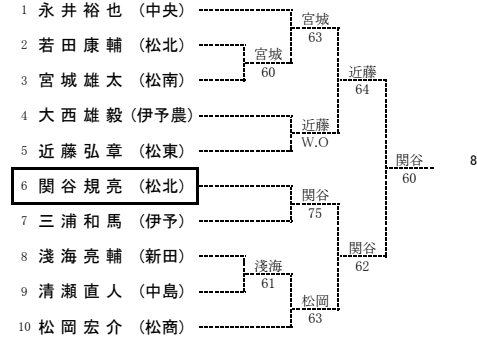 1 永井裕也 （中央）
2 若田康輔 （松北）
3 宮城雄太 （松南）
4 大西雄毅 （伊予農）
5 近藤弘章 （松東）
6 関谷規亮 （松北）
7 三浦和馬 （伊予）
8 淺海亮輔 （新田）
9 清瀬直人 （中島）
10 松岡宏介 （松商）
宮城
60
淺海
61
宮城
63
近藤
W.O
関谷
75
松岡
63
近藤
64
関谷
62
関谷
60
8